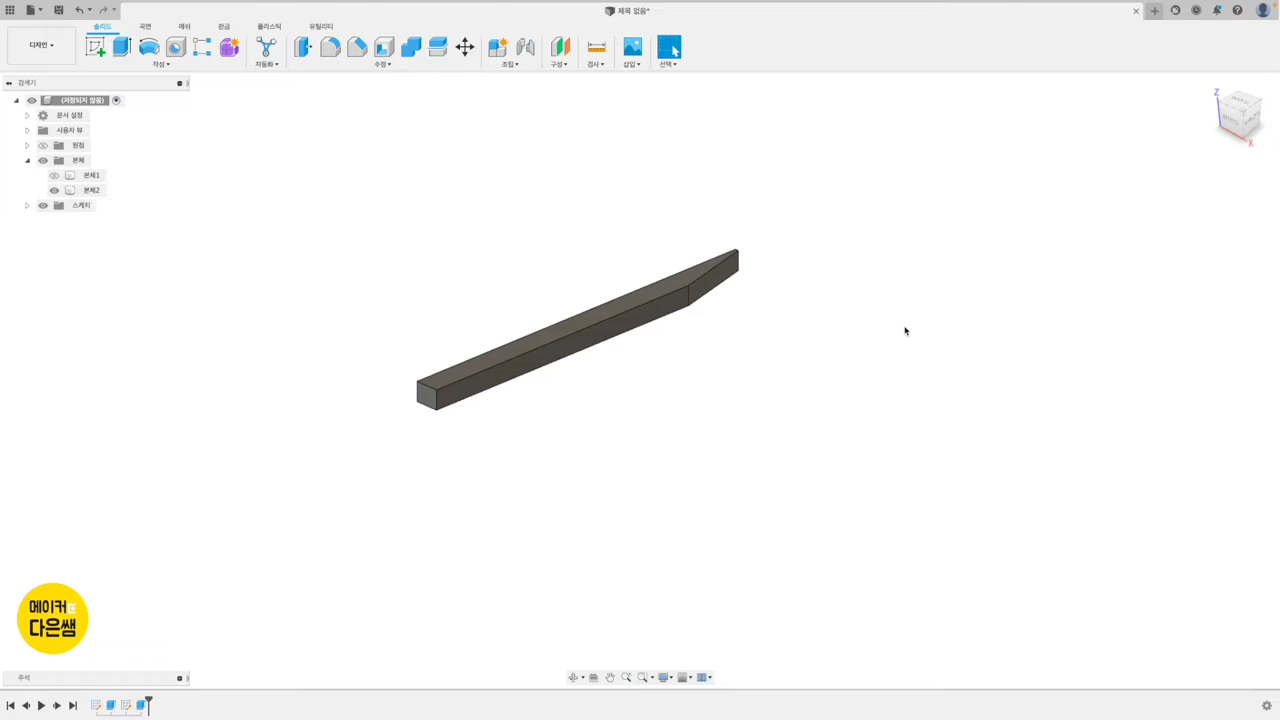 제목 없음*
디자인 ▾
솔리드
곡면
메쉬
판금
플라스틱
유틸리티
작성▾
자동화▾
수정▾
조립▾
구성▾
검사▾
삽입▾
선택▾
검색기
(저장되지 않음)
문서 설정
사용자 뷰
원점
본체
본체1
본체2
스케치
Z
X
메이커
다은쌤
주석